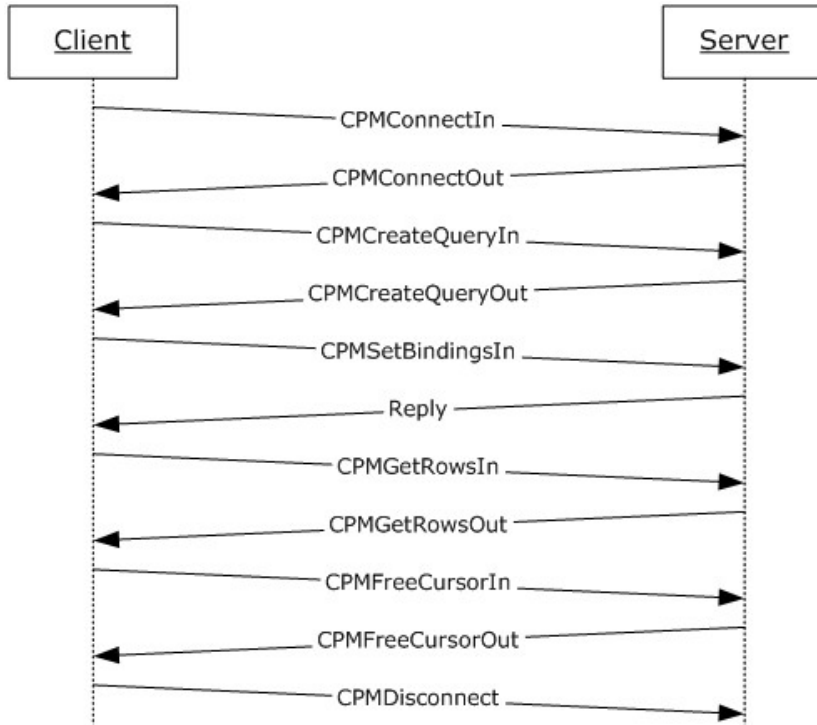 Client
Server
CPMConnectIn
CPMConnectOut
CPMCreateQueryIn
CPMCreateQueryOut
CPMSetBindingsIn
Reply
CPMGetRowsIn
CPMGetRowsOut
CPMFreeCursorIn
CPMFreeCursorOut
CPMDisconnect